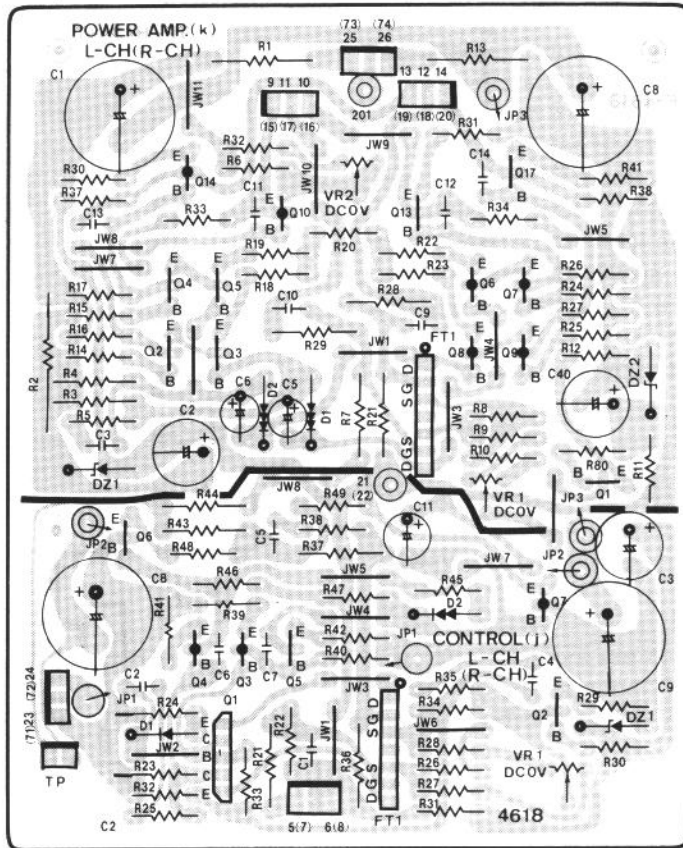 POWER AMP.(k)
L-CH(R-CH)
(73) (74)
25 26
R1
R13
C1
JW11
9 11 10
13 12 14
C8
201
(15)(17)(16)
(19)(18)(20)
JP3
R31
R32
JW9
R6
JW10
C14
E
Q14
B
E
Q17
B
R30
R37
R41
R38
VR2
DC0V
C11
E
Q10
B
C12
E
Q13
B
C13
R33
R34
R20
JW8
JW7
JW5
R19
R18
R22
R23
E
Q4
B
E
Q5
E
Q6
B
E
Q7
B
R26
R24
R27
R25
R12
R17
R15
R16
R14
R4
R3
R5
R2
C10
R28
C9
FT1
R29
Q2
B
E
Q3
B
JW1
E
Q8
B
JW4
E
Q9
B
DZ2
C40
C6
C5
D2
D1
C2
R7
R21
S G D
D G S
JW3
R8
R9
R10
C3
DZ1
R80
B
E
Q1
R11
VR1
DC0V
JW8
21
(22)
R44
R43
R48
R49
R38
R37
C5
C11
JP3
JP2
JP2
E
Q6
B
JW7
C3
R46
R39
R47
JW4
R45
D2
C8
R41
R42
R40
JP1
E
Q7
B
CONTROL(j)
L-CH
(R-CH)
E
Q4
B
C6
E
Q3
B
C7
E
Q5
B
JW3
C4
C9
(72)24
(71)23
C2
JP1
R24
D1
JW2
R23
R32
R25
Q1
E
C
B
C
E
R35
R34
JW6
R28
R26
R27
R31
S G D
D G S
E
Q2
B
R29
DZ1
R30
R22
R21
R33
JW1
C1
R36
VR1
DC0V
TP
C2
5(7) 6(8)
FT1
4618